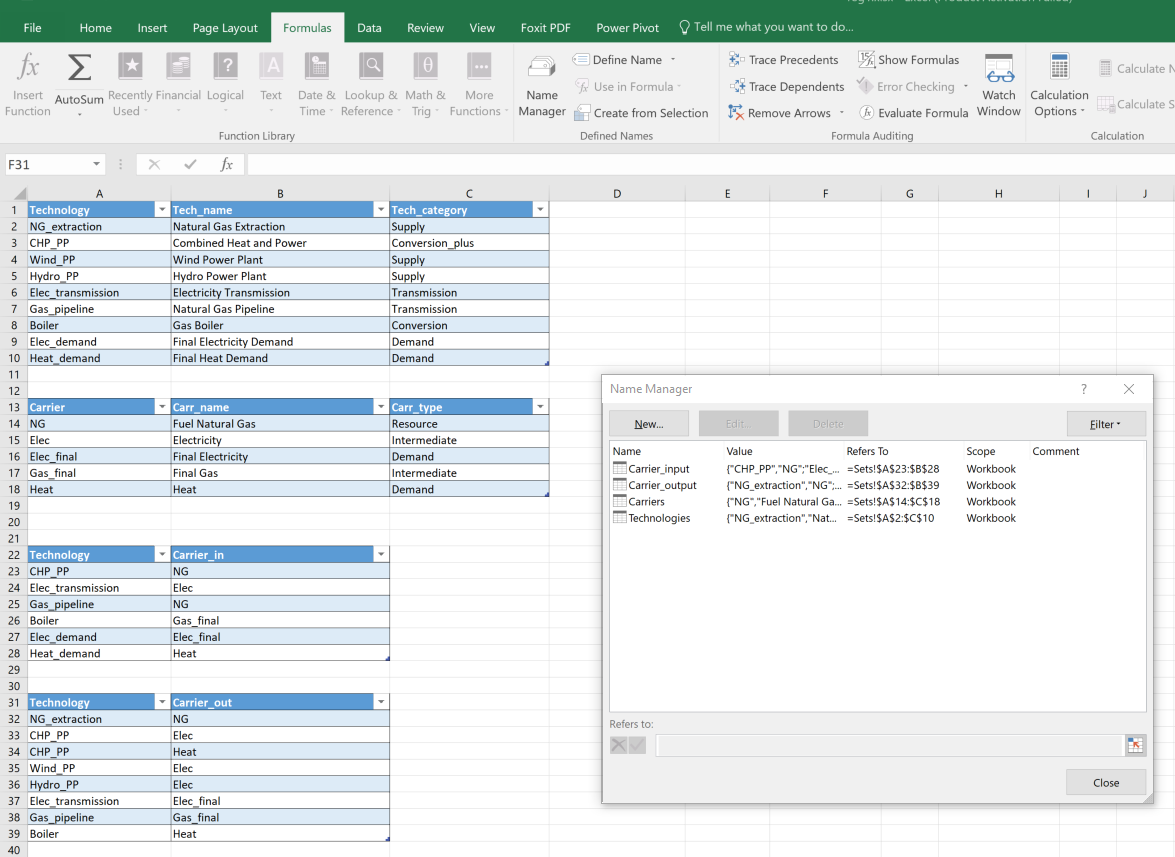 File Home Insert Page Layout Formulas Data Review View Foxit PDF Power Pivot Tell me what you want to do...
fx Σ ? A θ Define Name Trace Precedents Show Formulas
Insert Function AutoSum Recently Used Financial Logical Text Date & Time Lookup & Reference Math & Trig More Functions Name Manager Use in Formula Trace Dependents Error Checking Watch Window Calculation Options Calculate
Create from Selection Remove Arrows Evaluate Formula Calculate
Function Library Defined Names Formula Auditing Calculation
F31 fx
A B C D E F G H I J
1 Technology Tech_name Tech_category
2 NG_extraction Natural Gas Extraction Supply
3 CHP_PP Combined Heat and Power Conversion_plus
4 Wind_PP Wind Power Plant Supply
5 Hydro_PP Hydro Power Plant Supply
6 Elec_transmission Electricity Transmission Transmission
7 Gas_pipeline Natural Gas Pipeline Transmission
8 Boiler Gas Boiler Conversion
9 Elec_demand Final Electricity Demand Demand
10 Heat_demand Final Heat Demand Demand
11
12
13 Carrier Carr_name Carr_type
14 NG Fuel Natural Gas Resource
15 Elec Electricity Intermediate
16 Elec_final Final Electricity Demand
17 Gas_final Final Gas Intermediate
18 Heat Heat Demand
19
20
21
22 Technology Carrier_in
23 CHP_PP NG
24 Elec_transmission Elec
25 Gas_pipeline NG
26 Boiler Gas_final
27 Elec_demand Elec_final
28 Heat_demand Heat
29
30
31 Technology Carrier_out
32 NG_extraction NG
33 CHP_PP Elec
34 CHP_PP Heat
35 Wind_PP Elec
36 Hydro_PP Elec
37 Elec_transmission Elec_final
38 Gas_pipeline Gas_final
39 Boiler Heat
40
Name Manager ?
New... Edit... Delete Filter
Name Value Refers To Scope Comment
Carrier_input {"CHP_PP","NG";"Elec_... =Sets!$A$23:$B$28 Workbook
Carrier_output {"NG_extraction","NG";... =Sets!$A$32:$B$39 Workbook
Carriers {"NG","Fuel Natural Ga... =Sets!$A$14:$C$18 Workbook
Technologies {"NG_extraction","Nat... =Sets!$A$2:$C$10 Workbook
Refers to:
Close